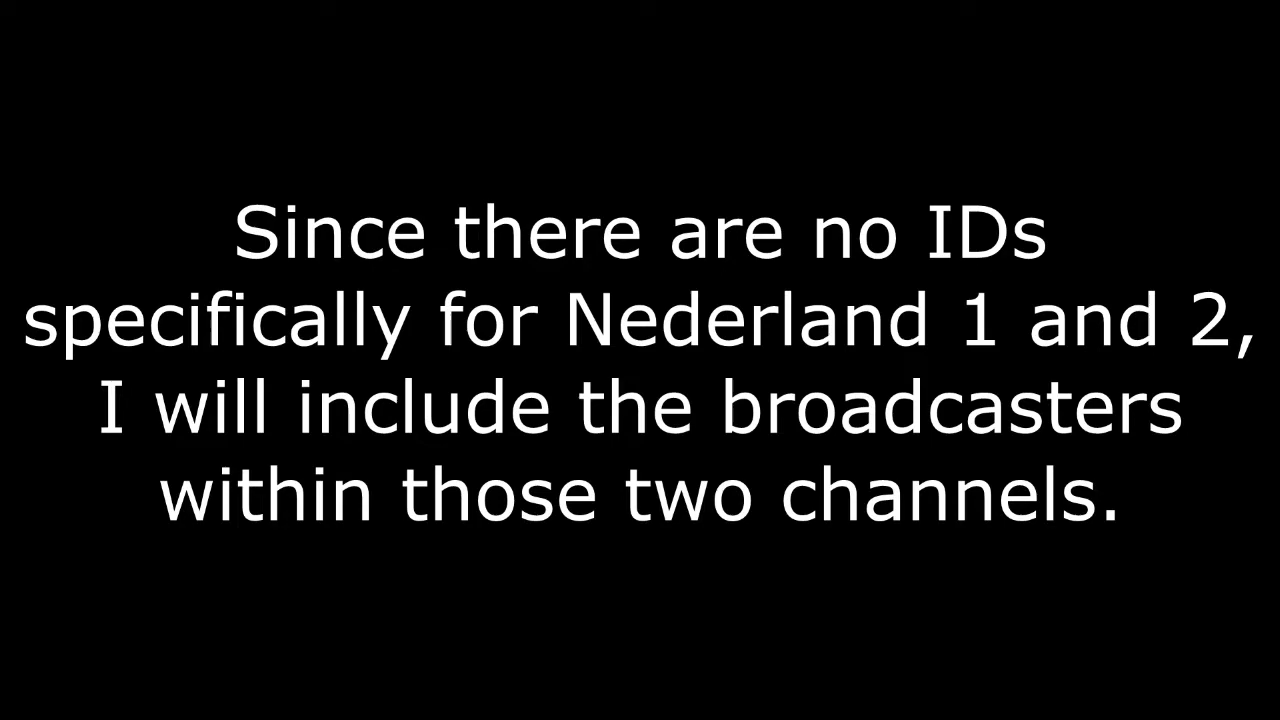 Since there are no IDs
specifically for Nederland 1 and 2,
I will include the broadcasters
within those two channels.